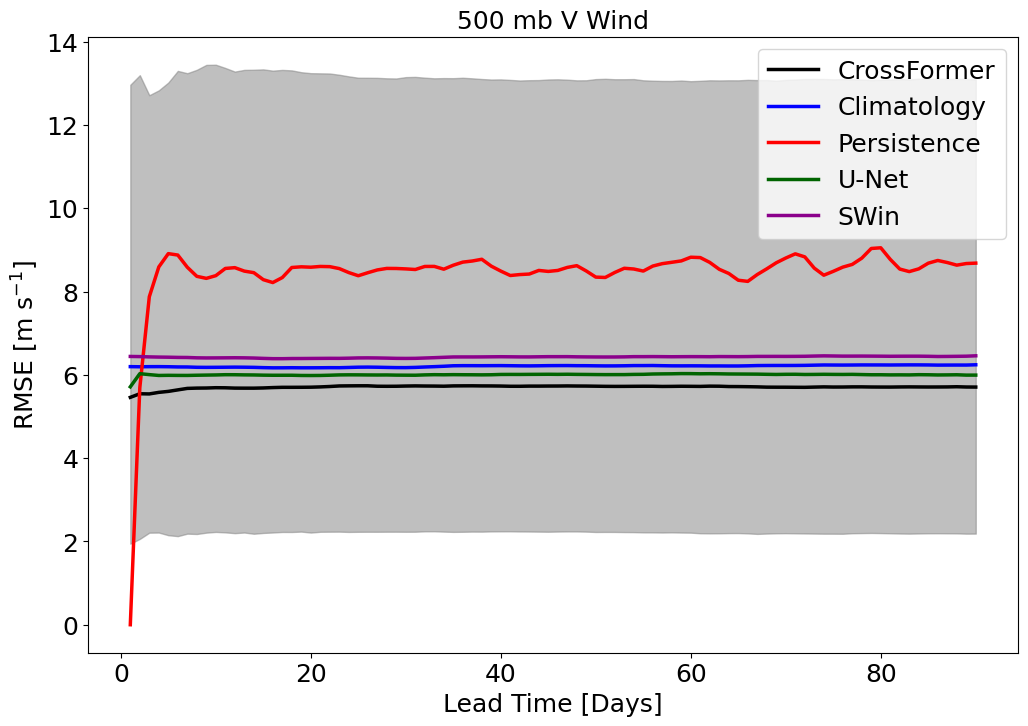 500 mb V Wind
14
12
10
8
6
4
2
0
RMSE [m s⁻¹]
CrossFormer
Climatology
Persistence
U-Net
SWin
0 20 40 60 80
Lead Time [Days]